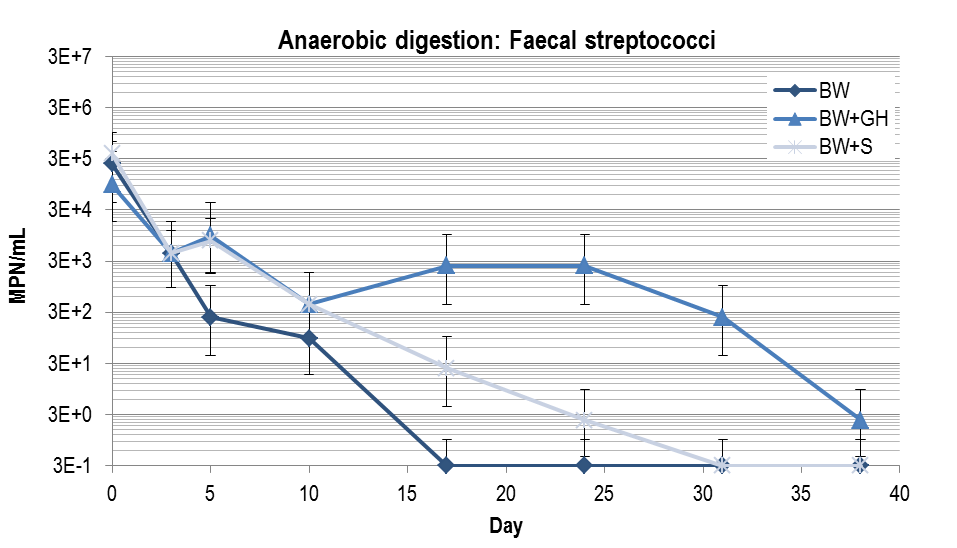 Anaerobic digestion: Faecal streptococci
3E+7
3E+6
3E+5
3E+4
3E+3
3E+2
3E+1
3E+0
3E-1
MPN/mL
BW
BW+GH
BW+S
0 5 10 15 20 25 30 35 40
Day